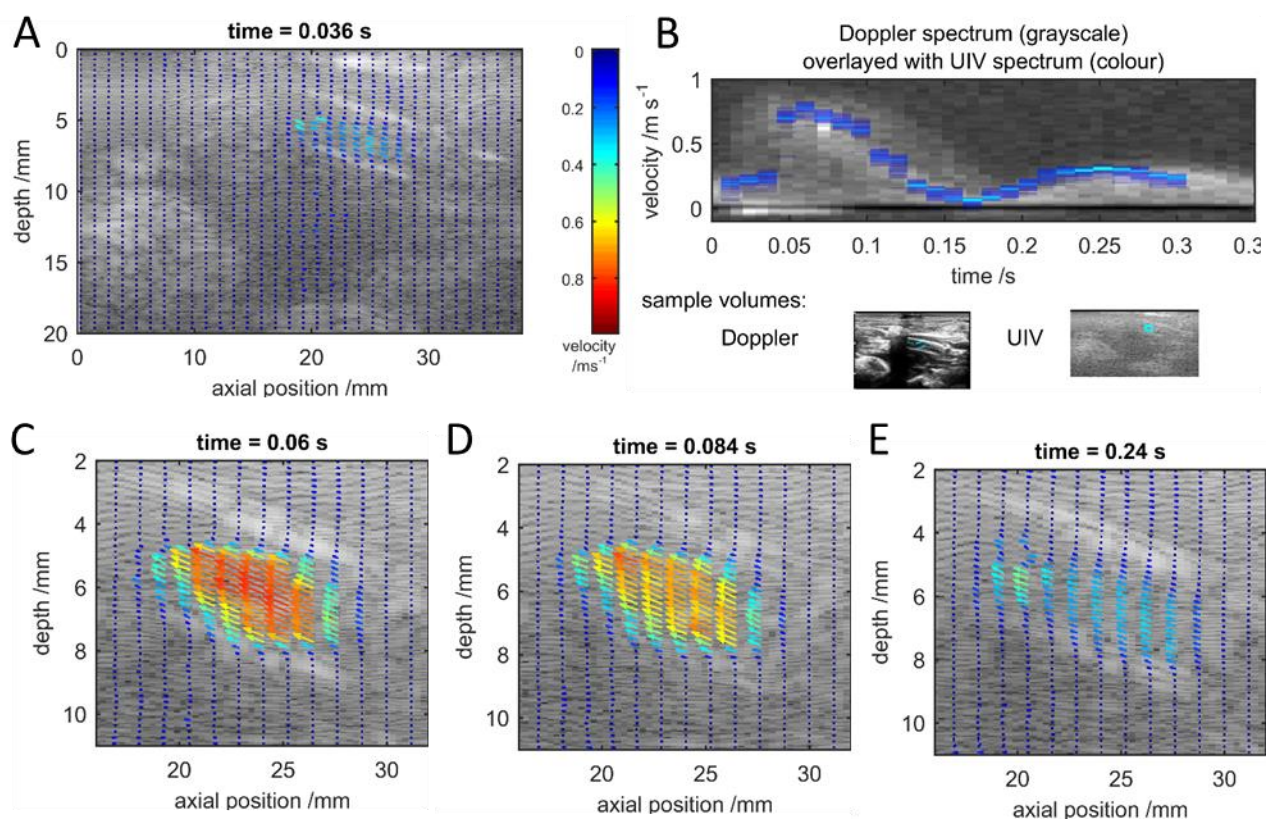 A
time = 0.036 s
0
5
10
15
20
depth /mm
0
10
20
30
axial position /mm
0
0.2
0.4
0.6
0.8
velocity
/ms-1
B
Doppler spectrum (grayscale)
overlayed with UIV spectrum (colour)
1
0.5
0
velocity /m s-1
0
0.05
0.1
0.15
0.2
0.25
0.3
0.3
time /s
sample volumes:
Doppler
UIV
C
time = 0.06 s
2
4
6
8
10
depth /mm
20
25
30
axial position /mm
D
time = 0.084 s
2
4
6
8
10
depth /mm
20
25
30
axial position /mm
E
time = 0.24 s
2
4
6
8
10
depth /mm
20
25
30
axial position /mm